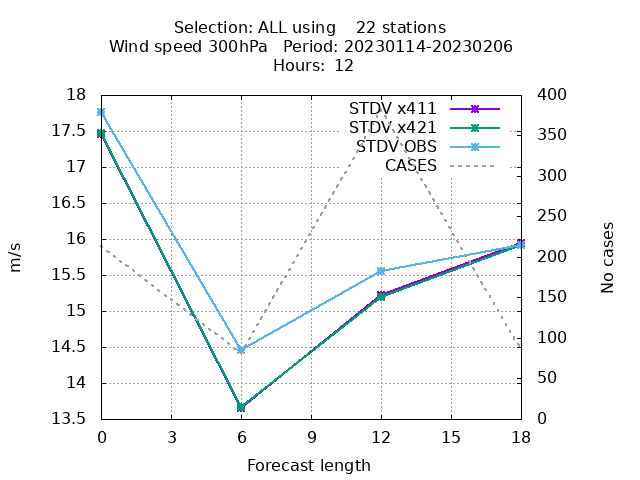 Selection: ALL using    22 stations
Wind speed 300hPa   Period: 20230114-20230206
Hours:  12
STDV x411
STDV x421
STDV OBS
CASES
18
17.5
17
16.5
16
15.5
15
14.5
14
13.5
400
350
300
250
200
150
100
50
0
m/s
No cases
0 3 6 9 12 15 18
Forecast length